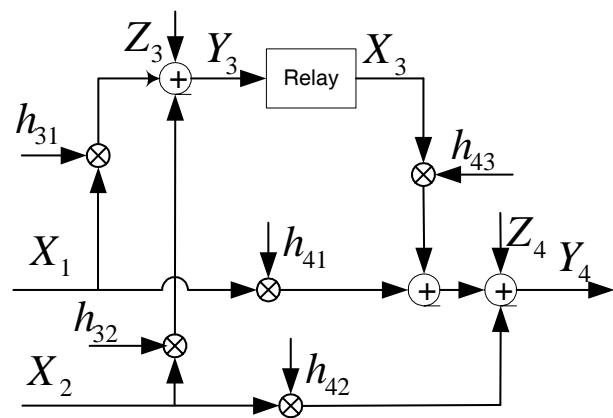 Z₃
Y₃
Relay
X₃
h₃₁
h₄₃
X₁
h₄₁
Z₄
Y₄
h₃₂
X₂
h₄₂